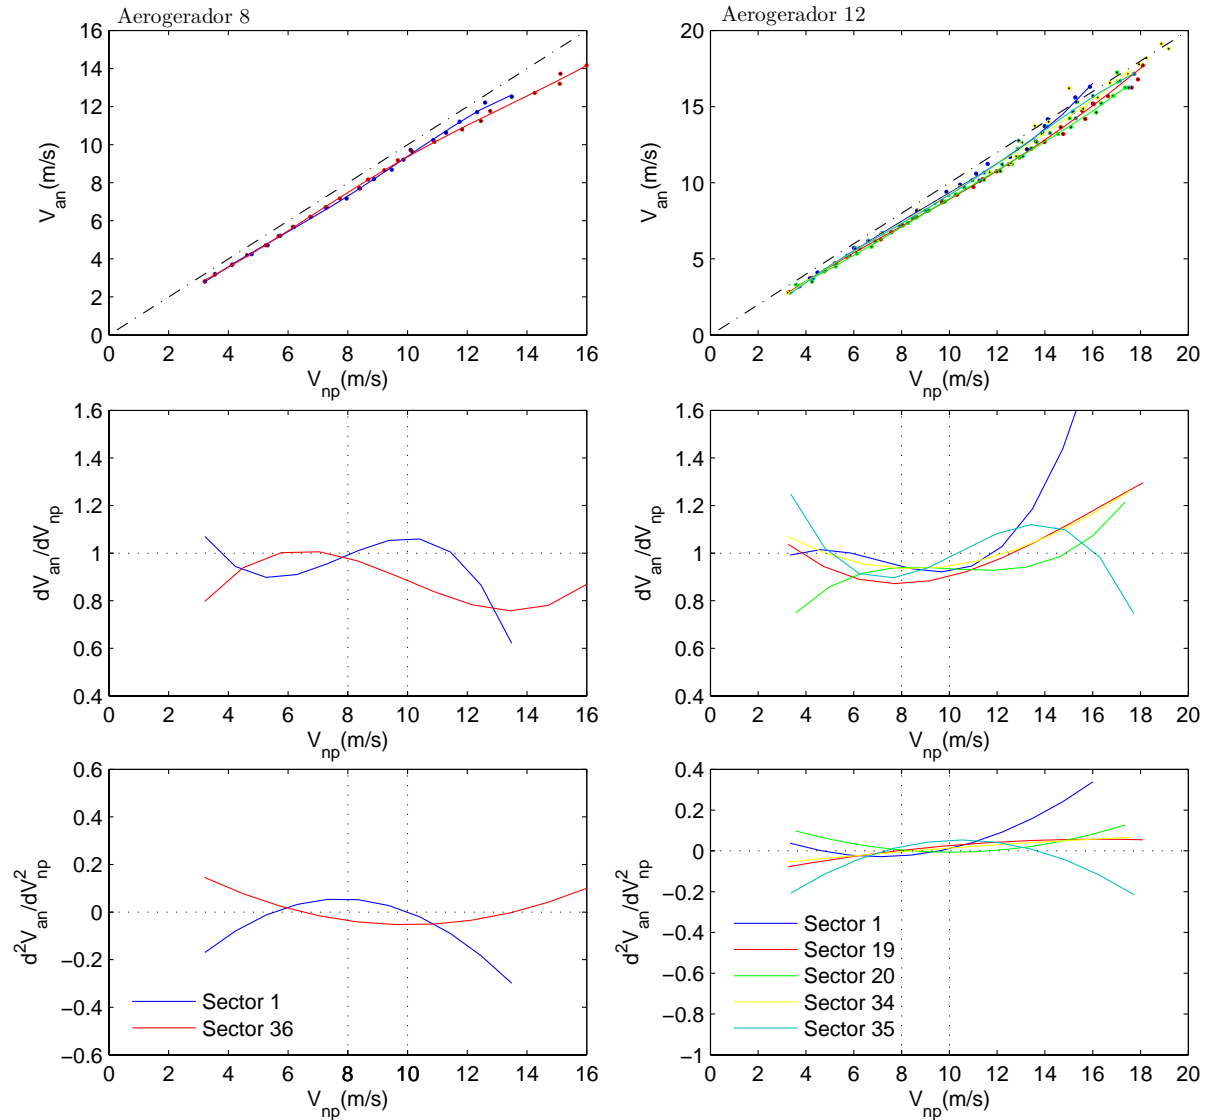 Aerogerador 8
Aerogerador 12
16
14
12
10
8
6
4
2
0
V_an(m/s)
0 2 4 6 8 10 12 14 16
V_np(m/s)
20
15
10
5
0
V_an(m/s)
0 2 4 6 8 10 12 14 16 18 20
V_np(m/s)
1.6
1.4
1.2
1
0.8
0.6
0.4
dV_an/dV_np
0 2 4 6 8 10 12 14 16
V_np(m/s)
1.6
1.4
1.2
1
0.8
0.6
0.4
dV_an/dV_np
0 2 4 6 8 10 12 14 16 18 20
V_np(m/s)
0.6
0.4
0.2
0
−0.2
−0.4
−0.6
d²V_an/dV²_np
Sector 1
Sector 36
0 2 4 6 8 10 12 14 16
V_np(m/s)
0.4
0.2
0
−0.2
−0.4
−0.6
−0.8
−1
d²V_an/dV²_np
Sector 1
Sector 19
Sector 20
Sector 34
Sector 35
0 2 4 6 8 10 12 14 16 18 20
V_np(m/s)